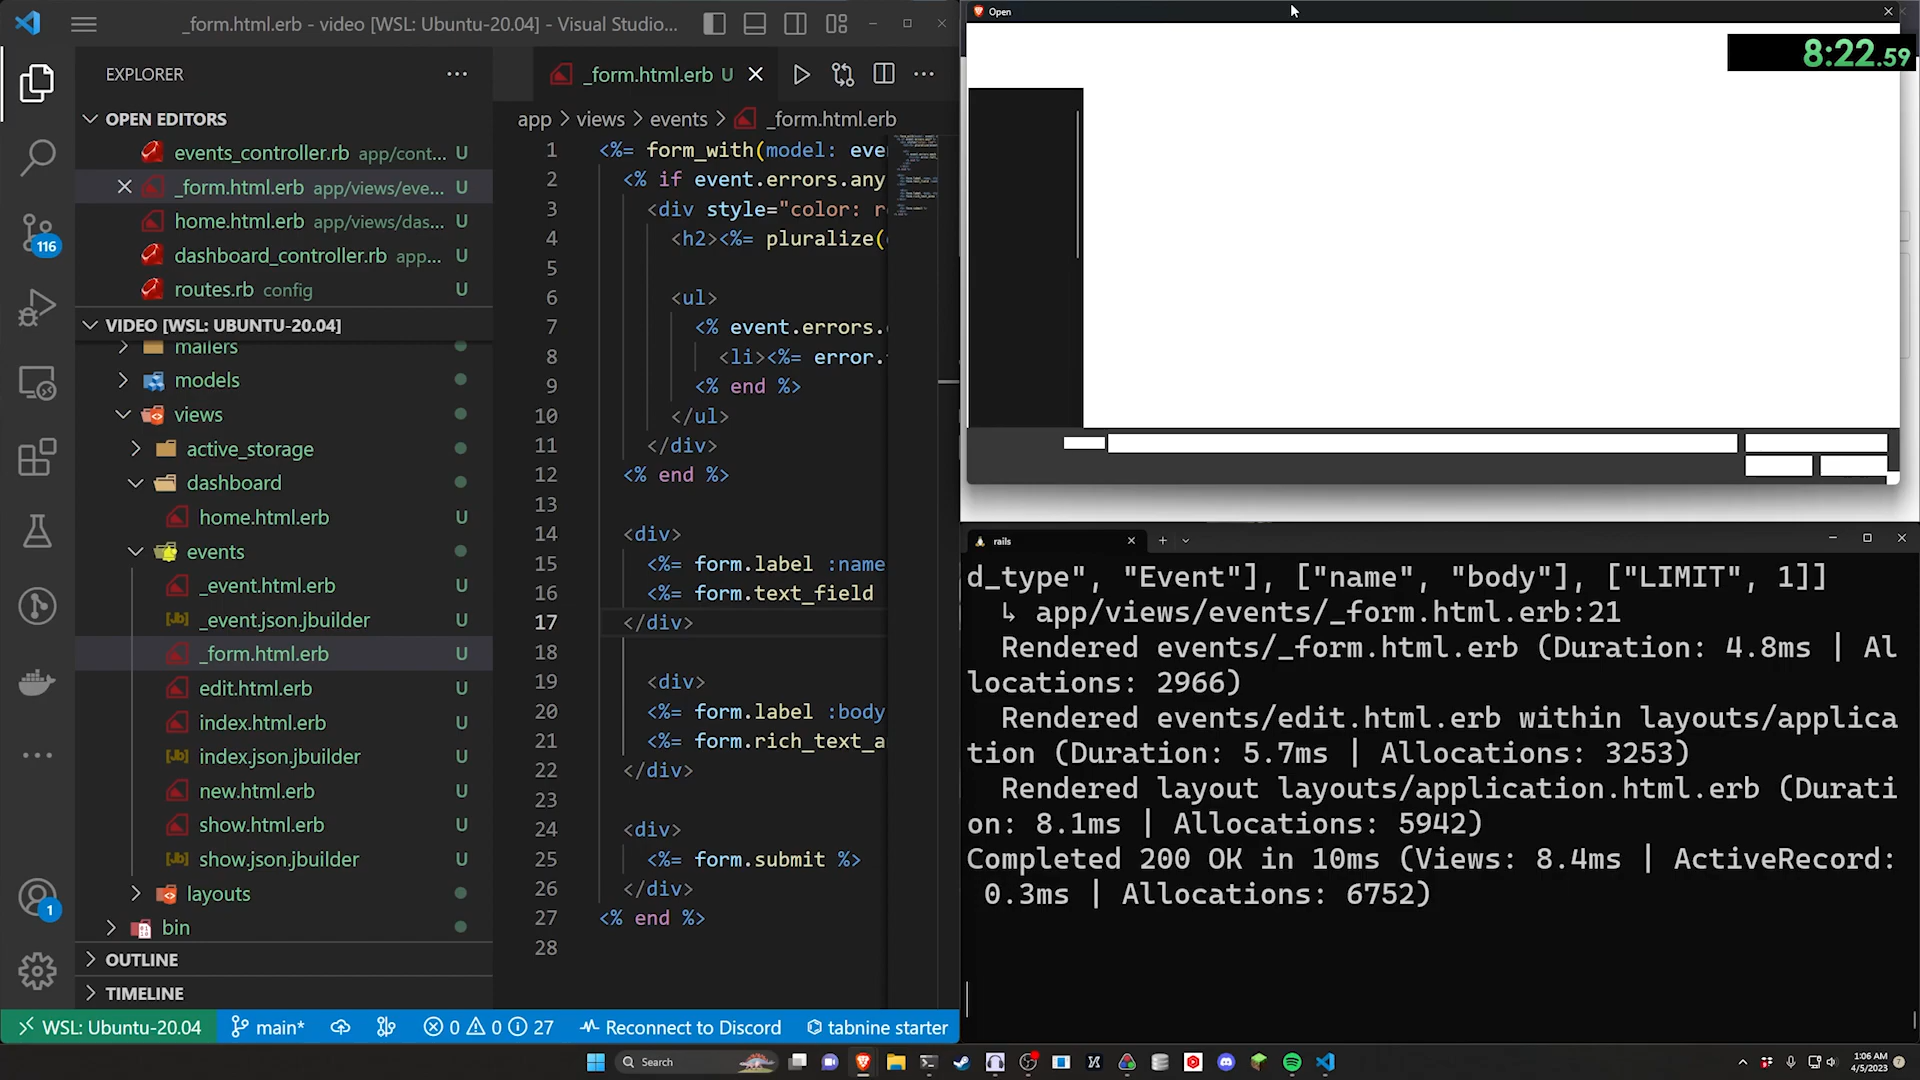 _form.html.erb - video [WSL: Ubuntu-20.04] - Visual Studio...
EXPLORER
OPEN EDITORS
events_controller.rb app/cont... U
_form.html.erb app/views/eve... U
home.html.erb app/views/das... U
dashboard_controller.rb app... U
routes.rb config U
VIDEO [WSL: UBUNTU-20.04]
mailers
models
views
active_storage
dashboard
home.html.erb U
events
_event.html.erb U
_event.json.jbuilder U
_form.html.erb U
edit.html.erb U
index.html.erb U
index.json.jbuilder U
new.html.erb U
show.html.erb U
show.json.jbuilder U
layouts
bin
OUTLINE
TIMELINE
116
1
_form.html.erb U
app > views > events > _form.html.erb
1 <%= form_with(model: eve
2 <% if event.errors.any
3 <div style="color: r
4 <h2><%= pluralize(
5
6 <ul>
7 <% event.errors.
8 <li><%= error.
9 <% end %>
10 </ul>
11 </div>
12 <% end %>
13
14 <div>
15 <%= form.label :name
16 <%= form.text_field
17 </div>
18
19 <div>
20 <%= form.label :body
21 <%= form.rich_text_a
22 </div>
23
24 <div>
25 <%= form.submit %>
26 </div>
27 <% end %>
28
WSL: Ubuntu-20.04 main* 0 0 27 Reconnect to Discord tabnine starter
Open
8:22.59
rails
d_type", "Event"], ["name", "body"], ["LIMIT", 1]]
↳ app/views/events/_form.html.erb:21
Rendered events/_form.html.erb (Duration: 4.8ms | Al
locations: 2966)
Rendered events/edit.html.erb within layouts/applica
tion (Duration: 5.7ms | Allocations: 3253)
Rendered layout layouts/application.html.erb (Durati
on: 8.1ms | Allocations: 5942)
Completed 200 OK in 10ms (Views: 8.4ms | ActiveRecord:
0.3ms | Allocations: 6752)
Search
1:06 AM
4/5/2023